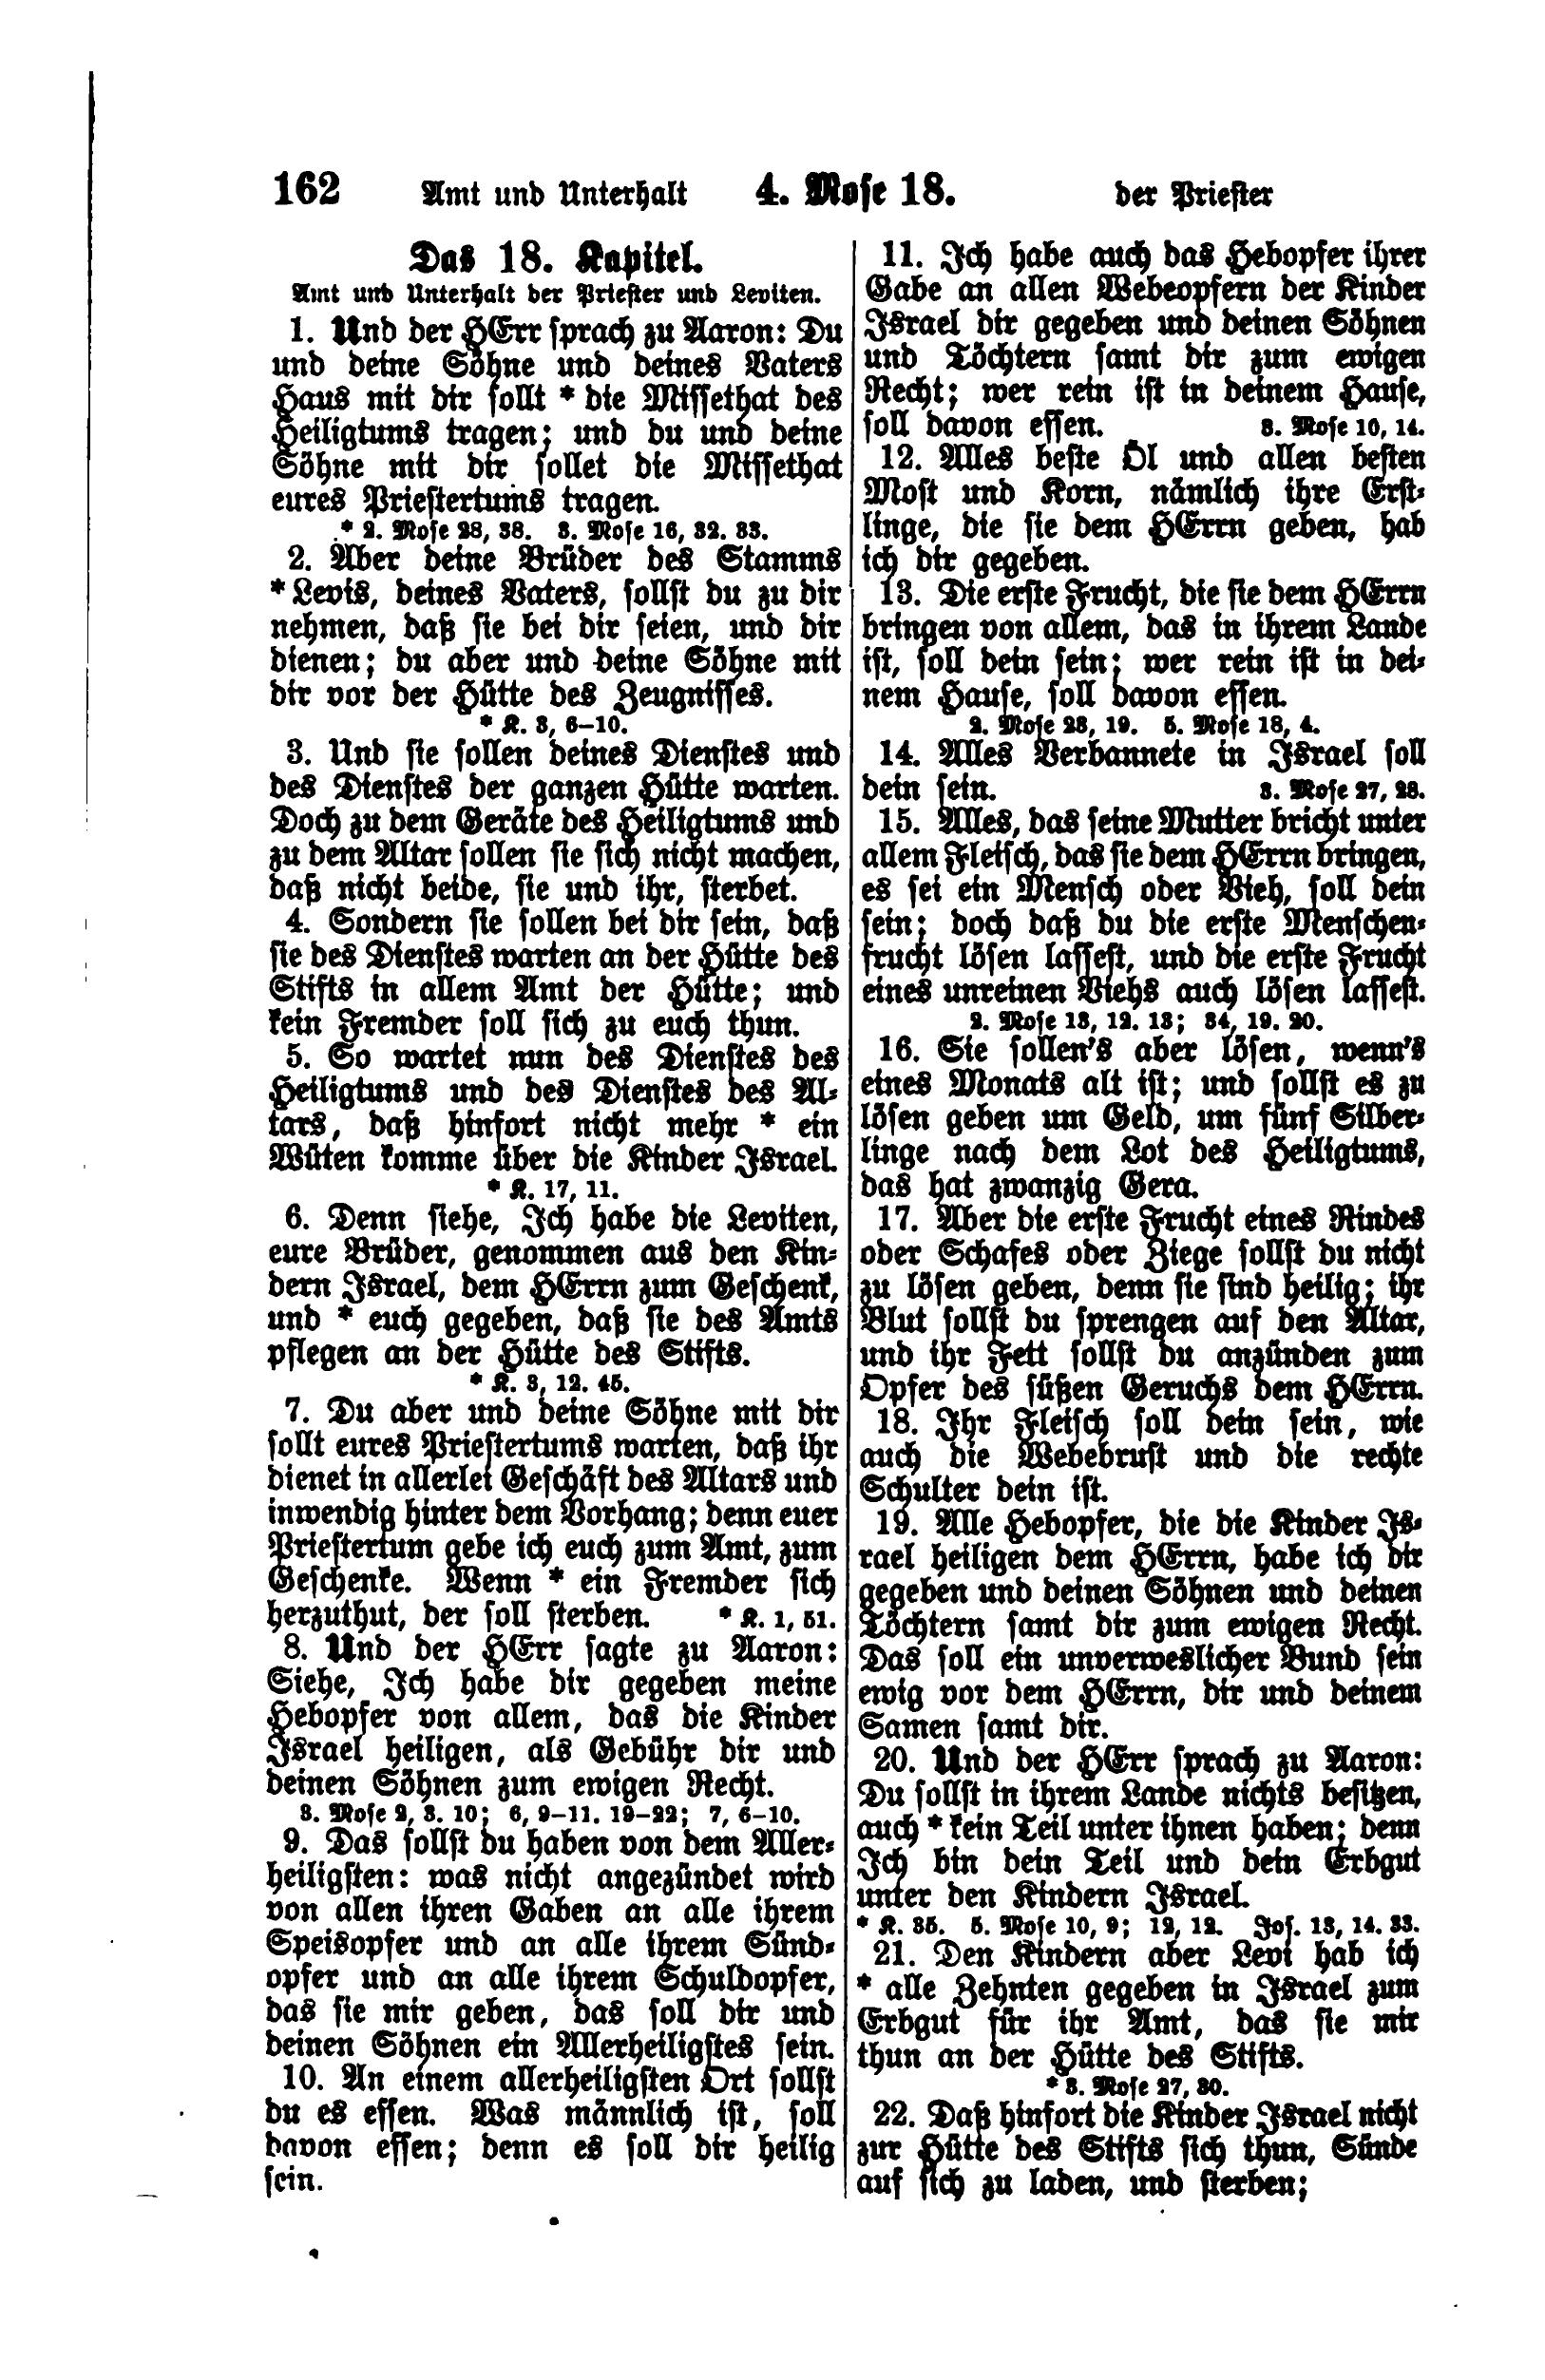 162 Amt und Unterhalt 4. Mose 18. der Priester
Das 18. Kapitel.
Amt und Unterhalt der Priester und Leviten.
1. Und der HErr sprach zu Aaron: Du
und deine Söhne und deines Vaters
Haus mit dir sollt * die Missethat des
Heiligtums tragen; und du und deine
Söhne mit dir sollet die Missethat
eures Priestertums tragen.
* 2. Mose 28, 38. 3. Mose 16, 32. 33.
2. Aber deine Brüder des Stamms
* Levis, deines Vaters, sollst du zu dir
nehmen, daß sie bei dir seien, und dir
dienen; du aber und deine Söhne mit
dir vor der Hütte des Zeugnisses.
* K. 3, 6–10.
3. Und sie sollen deines Dienstes und
des Dienstes der ganzen Hütte warten.
Doch zu dem Geräte des Heiligtums und
zu dem Altar sollen sie sich nicht machen,
daß nicht beide, sie und ihr, sterbet.
4. Sondern sie sollen bei dir sein, daß
sie des Dienstes warten an der Hütte des
Stifts in allem Amt der Hütte; und
kein Fremder soll sich zu euch thun.
5. So wartet nun des Dienstes des
Heiligtums und des Dienstes des Al-
tars, daß hinfort nicht mehr * ein
Wüten komme über die Kinder Israel.
* K. 17, 11.
6. Denn siehe, Ich habe die Leviten,
eure Brüder, genommen aus den Kin-
dern Israel, dem HErrn zum Geschenk,
und * euch gegeben, daß sie des Amts
pflegen an der Hütte des Stifts.
* K. 3, 12. 45.
7. Du aber und deine Söhne mit dir
sollt eures Priestertums warten, daß ihr
dienet in allerlei Geschäft des Altars und
inwendig hinter dem Vorhang; denn euer
Priestertum gebe ich euch zum Amt, zum
Geschenke. Wenn * ein Fremder sich
herzuthut, der soll sterben. * K. 1, 51.
8. Und der HErr sagte zu Aaron:
Siehe, Ich habe dir gegeben meine
Hebopfer von allem, das die Kinder
Israel heiligen, als Gebühr dir und
deinen Söhnen zum ewigen Recht.
3. Mose 2, 3. 10; 6, 9–11. 19–22; 7, 6–10.
9. Das sollst du haben von dem Aller-
heiligsten: was nicht angezündet wird
von allen ihren Gaben an alle ihrem
Speisopfer und an alle ihrem Sünd-
opfer und an alle ihrem Schuldopfer,
das sie mir geben, das soll dir und
deinen Söhnen ein Allerheiligstes sein.
10. An einem allerheiligsten Ort sollst
du es essen. Was männlich ist, soll
davon essen; denn es soll dir heilig
sein.
11. Ich habe auch das Hebopfer ihrer
Gabe an allen Webeopfern der Kinder
Israel dir gegeben und deinen Söhnen
und Töchtern samt dir zum ewigen
Recht; wer rein ist in deinem Hause,
soll davon essen. 3. Mose 10, 14.
12. Alles beste Öl und allen besten
Most und Korn, nämlich ihre Erst-
linge, die sie dem HErrn geben, hab
ich dir gegeben.
13. Die erste Frucht, die sie dem HErrn
bringen von allem, das in ihrem Lande
ist, soll dein sein; wer rein ist in dei-
nem Hause, soll davon essen.
2. Mose 23, 19. 5. Mose 18, 4.
14. Alles Verbannete in Israel soll
dein sein. 3. Mose 27, 28.
15. Alles, das seine Mutter bricht unter
allem Fleisch, das sie dem HErrn bringen,
es sei ein Mensch oder Vieh, soll dein
sein; doch daß du die erste Menschen-
frucht lösen lassest, und die erste Frucht
eines unreinen Viehs auch lösen lassest.
2. Mose 13, 12. 13; 34, 19. 20.
16. Sie sollen's aber lösen, wenn's
eines Monats alt ist; und sollst es zu
lösen geben um Geld, um fünf Silber-
linge nach dem Lot des Heiligtums,
das hat zwanzig Gera.
17. Aber die erste Frucht eines Rindes
oder Schafes oder Ziege sollst du nicht
zu lösen geben, denn sie sind heilig; ihr
Blut sollst du sprengen auf den Altar,
und ihr Fett sollst du anzünden zum
Opfer des süßen Geruchs dem HErrn.
18. Ihr Fleisch soll dein sein, wie
auch die Webebrust und die rechte
Schulter dein ist.
19. Alle Hebopfer, die die Kinder Is-
rael heiligen dem HErrn, habe ich dir
gegeben und deinen Söhnen und deinen
Töchtern samt dir zum ewigen Recht.
Das soll ein unverweslicher Bund sein
ewig vor dem HErrn, dir und deinem
Samen samt dir.
20. Und der HErr sprach zu Aaron:
Du sollst in ihrem Lande nichts besitzen,
auch * kein Teil unter ihnen haben; denn
Ich bin dein Teil und dein Erbgut
unter den Kindern Israel.
* K. 35. 5. Mose 10, 9; 12, 12. Jos. 13, 14. 33.
21. Den Kindern aber Levi hab ich
* alle Zehnten gegeben in Israel zum
Erbgut für ihr Amt, das sie mir
thun an der Hütte des Stifts.
* 3. Mose 27, 30.
22. Daß hinfort die Kinder Israel nicht
zur Hütte des Stifts sich thun, Sünde
auf sich zu laden, und sterben;